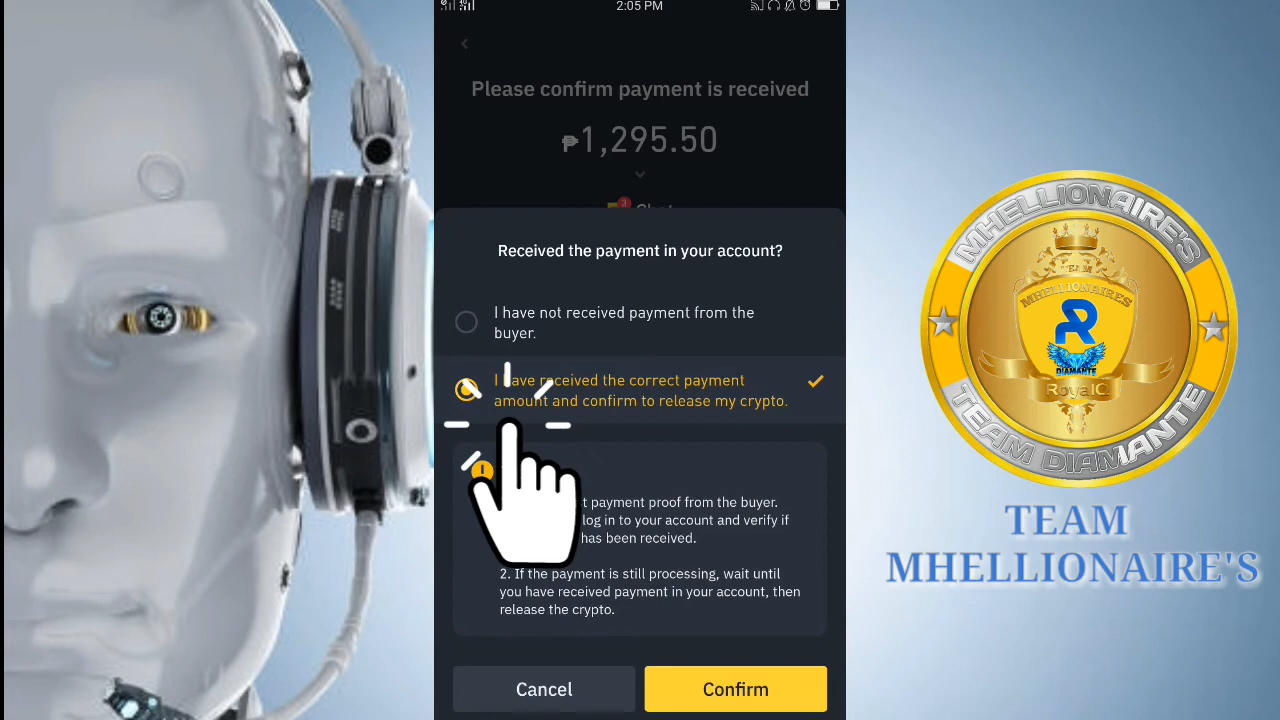 2:05 PM
Please confirm payment is received
₱1,295.50
3
Received the payment in your account?
I have not received payment from the
buyer.
I have received the correct payment
amount and confirm to release my crypto.
payment proof from the buyer.
log in to your account and verify if
has been received.
2. If the payment is still processing, wait until
you have received payment in your account, then
release the crypto.
Cancel
Confirm
MHELLIONAIRE'S
TEAM
MHELLIONAIRES
R
DIAMANTE
RoyalQ
TEAM DIAMANTE
TEAM
MHELLIONAIRE'S